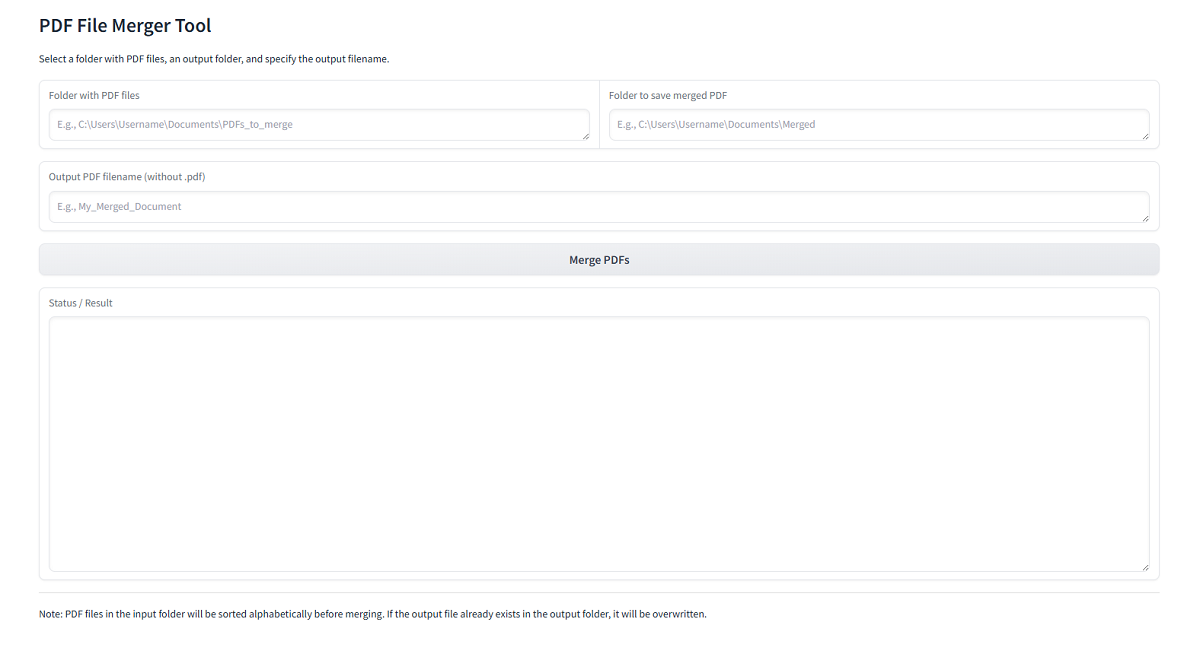 PDF File Merger Tool
Select a folder with PDF files, an output folder, and specify the output filename.
Folder with PDF files
E.g., C:\Users\Username\Documents\PDFs_to_merge
Folder to save merged PDF
E.g., C:\Users\Username\Documents\Merged
Output PDF filename (without .pdf)
E.g., My_Merged_Document
Merge PDFs
Status / Result
Note: PDF files in the input folder will be sorted alphabetically before merging. If the output file already exists in the output folder, it will be overwritten.